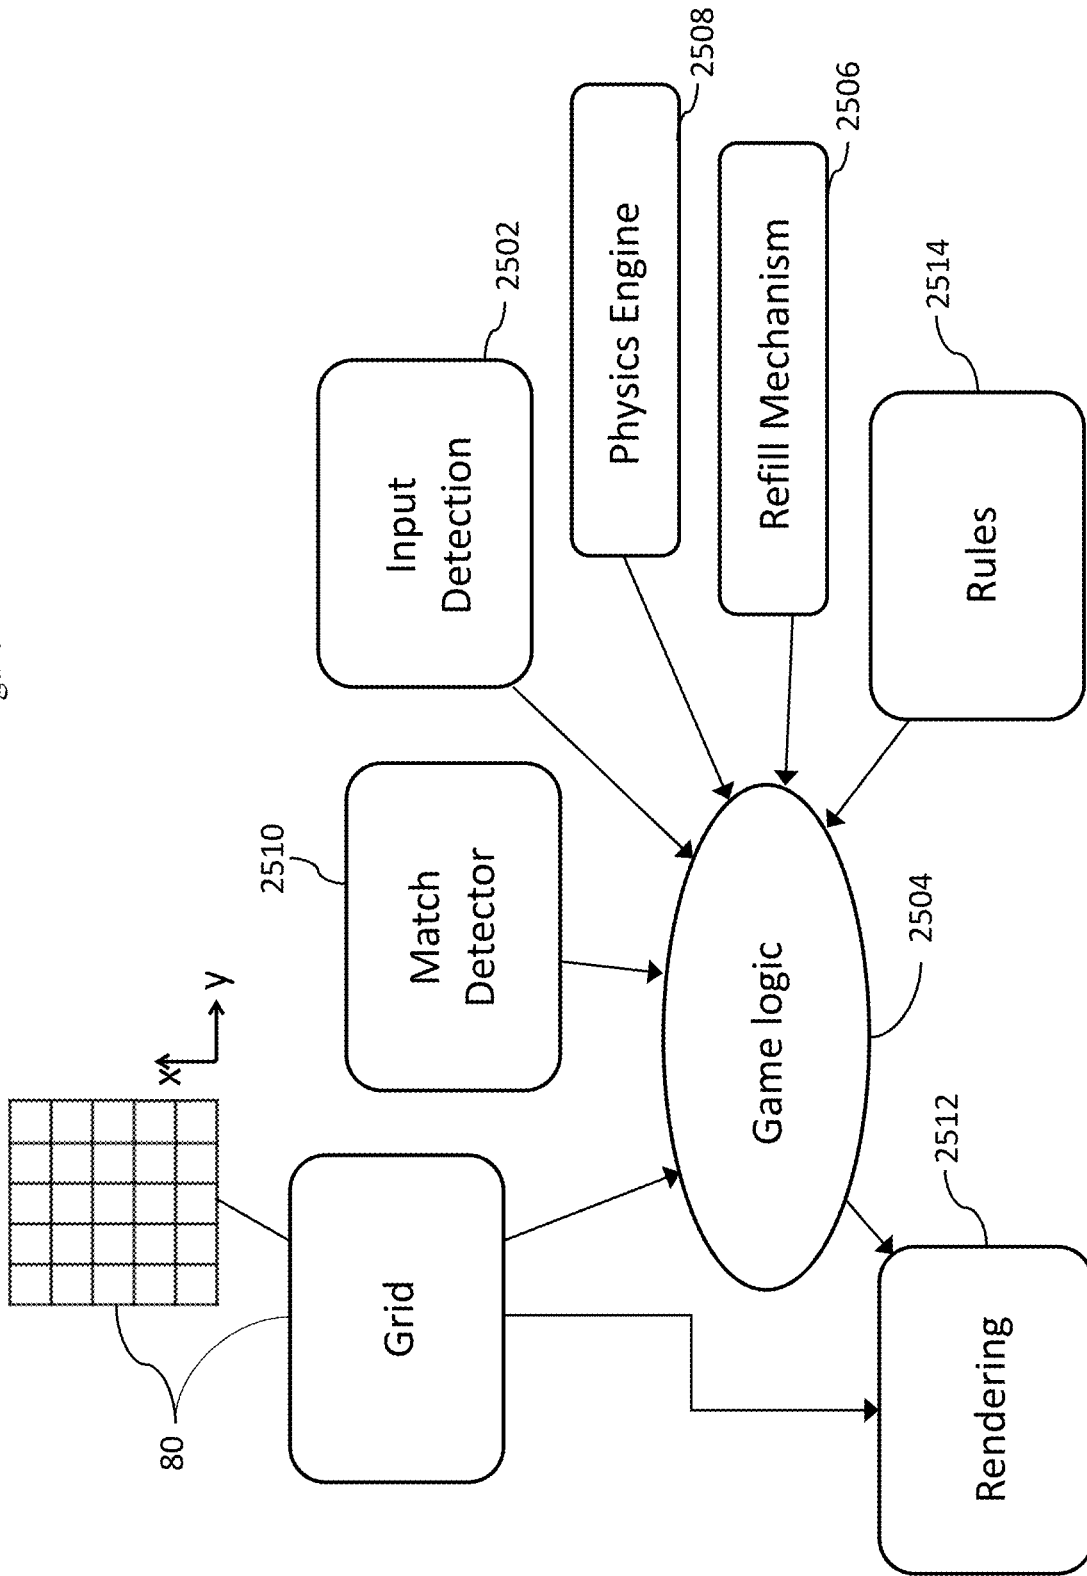 80
x
y
Grid
2510
Match
Detector
2502
Input
Detection
2508
Physics Engine
2506
Refill Mechanism
2514
Rules
Game logic
2504
2512
Rendering